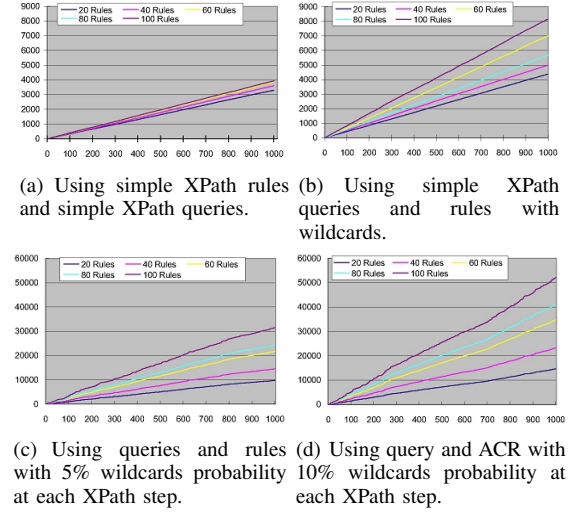 20 Rules 40 Rules 60 Rules
80 Rules 100 Rules
9000
8000
7000
6000
5000
4000
3000
2000
1000
0
0 100 200 300 400 500 600 700 800 900 1000
(a) Using simple XPath rules
and simple XPath queries.
20 Rules 40 Rules 60 Rules
80 Rules 100 Rules
9000
8000
7000
6000
5000
4000
3000
2000
1000
0
0 100 200 300 400 500 600 700 800 900 1000
(b) Using simple XPath
queries and rules with
wildcards.
20 Rules 40 Rules 60 Rules
80 Rules 100 Rules
60000
50000
40000
30000
20000
10000
0
0 100 200 300 400 500 600 700 800 900 1000
(c) Using queries and rules
with 5% wildcards probability
at each XPath step.
20 Rules 40 Rules 60 Rules
80 Rules 100 Rules
60000
50000
40000
30000
20000
10000
0
0 100 200 300 400 500 600 700 800 900 1000
(d) Using query and ACR with
10% wildcards probability at
each XPath step.